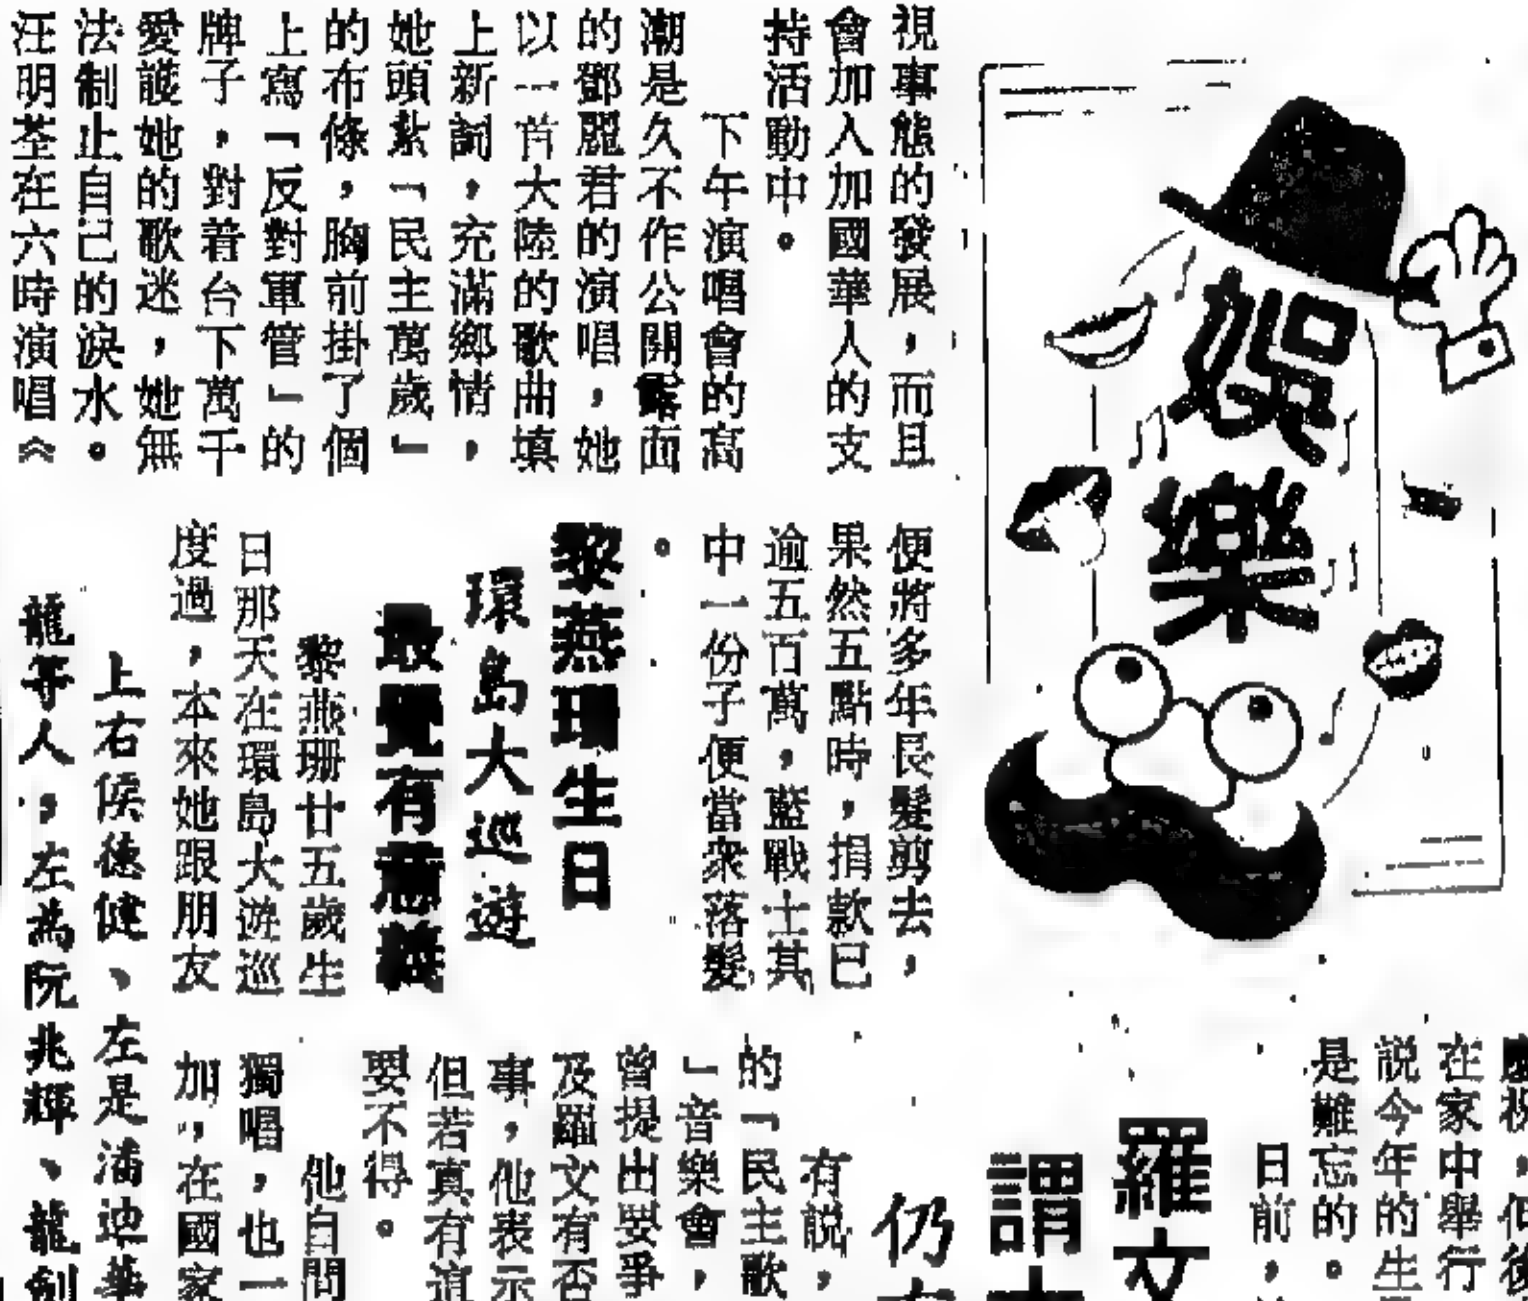 娛樂
視事態的發展，而且
會加入加國華人的支
持活動中。
下午演唱會的高
潮是久不作公開露面
的鄧麗君的演唱，她
以一首大陸的歌曲填
上新詞，充滿鄉情，
她頭紮「民主萬歲」
的布條，胸前掛了個
上寫「反對軍管」的
牌子，對着台下萬千
愛護她的歌迷，她無
法制止自己的淚水。
汪明荃在六時演唱《
便將多年長髮剪去，
果然五點時，捐款已
逾五百萬，藍戰士其
中一份子便當衆落髮
。
黎燕珊生日
環島大巡遊
最覺有意義
黎燕珊廿五歲生
日那天在環島大遊巡
度過，本來她跟朋友
上右侯德健、左是潘迪華
龍等人，左為阮兆輝、龍劍
在家中舉行
説今年的生
是難忘的。
日前，
羅文
謂
仍
有説，
的「民主歌
」音樂會，
曾提出要爭
及羅文有否
事，他表示
但若真有這
要不得。
他自問
獨唱，也一
加，在國家